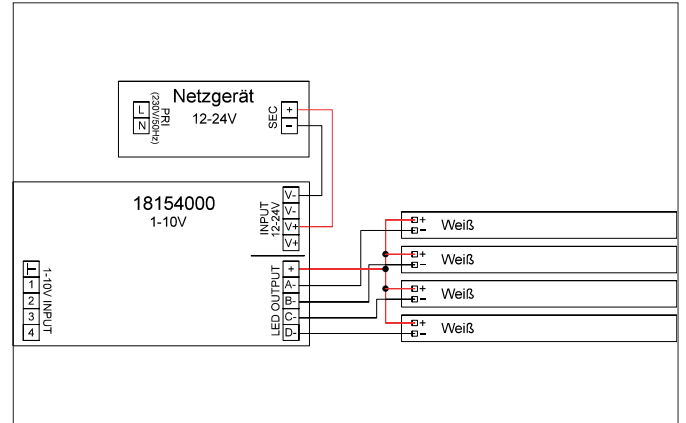 Netzgerät
12-24V
L
N
PRI
(230V/50Hz)
SEC
+
−
18154000
1-10V
INPUT
12-24V
V-
V-
V+
V+
LED OUTPUT
+
A-
B-
C-
D-
1-10V INPUT
1
2
3
4
+
−
Weiß
+
−
Weiß
+
−
Weiß
+
−
Weiß